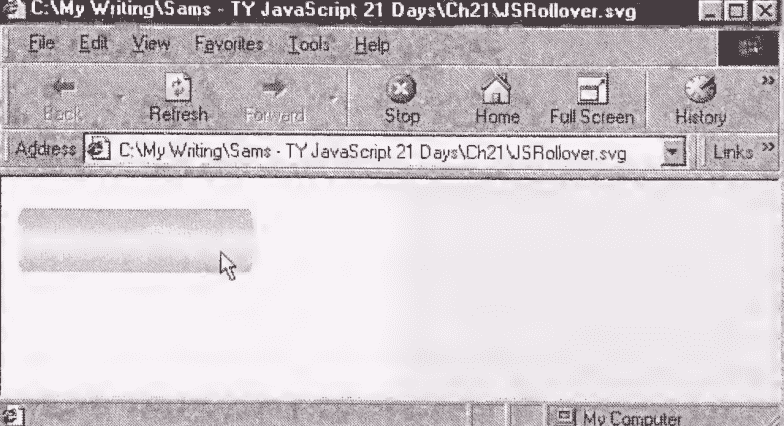 C:\My Writing\Sams - TY JavaScript 21 Days\Ch21\JSRollover.svg
File Edit View Favorites Tools Help
Back Refresh Forward Stop Home Full Screen History »
Address C:\My Writing\Sams - TY JavaScript 21 Days\Ch21\JSRollover.svg Links »
My Computer